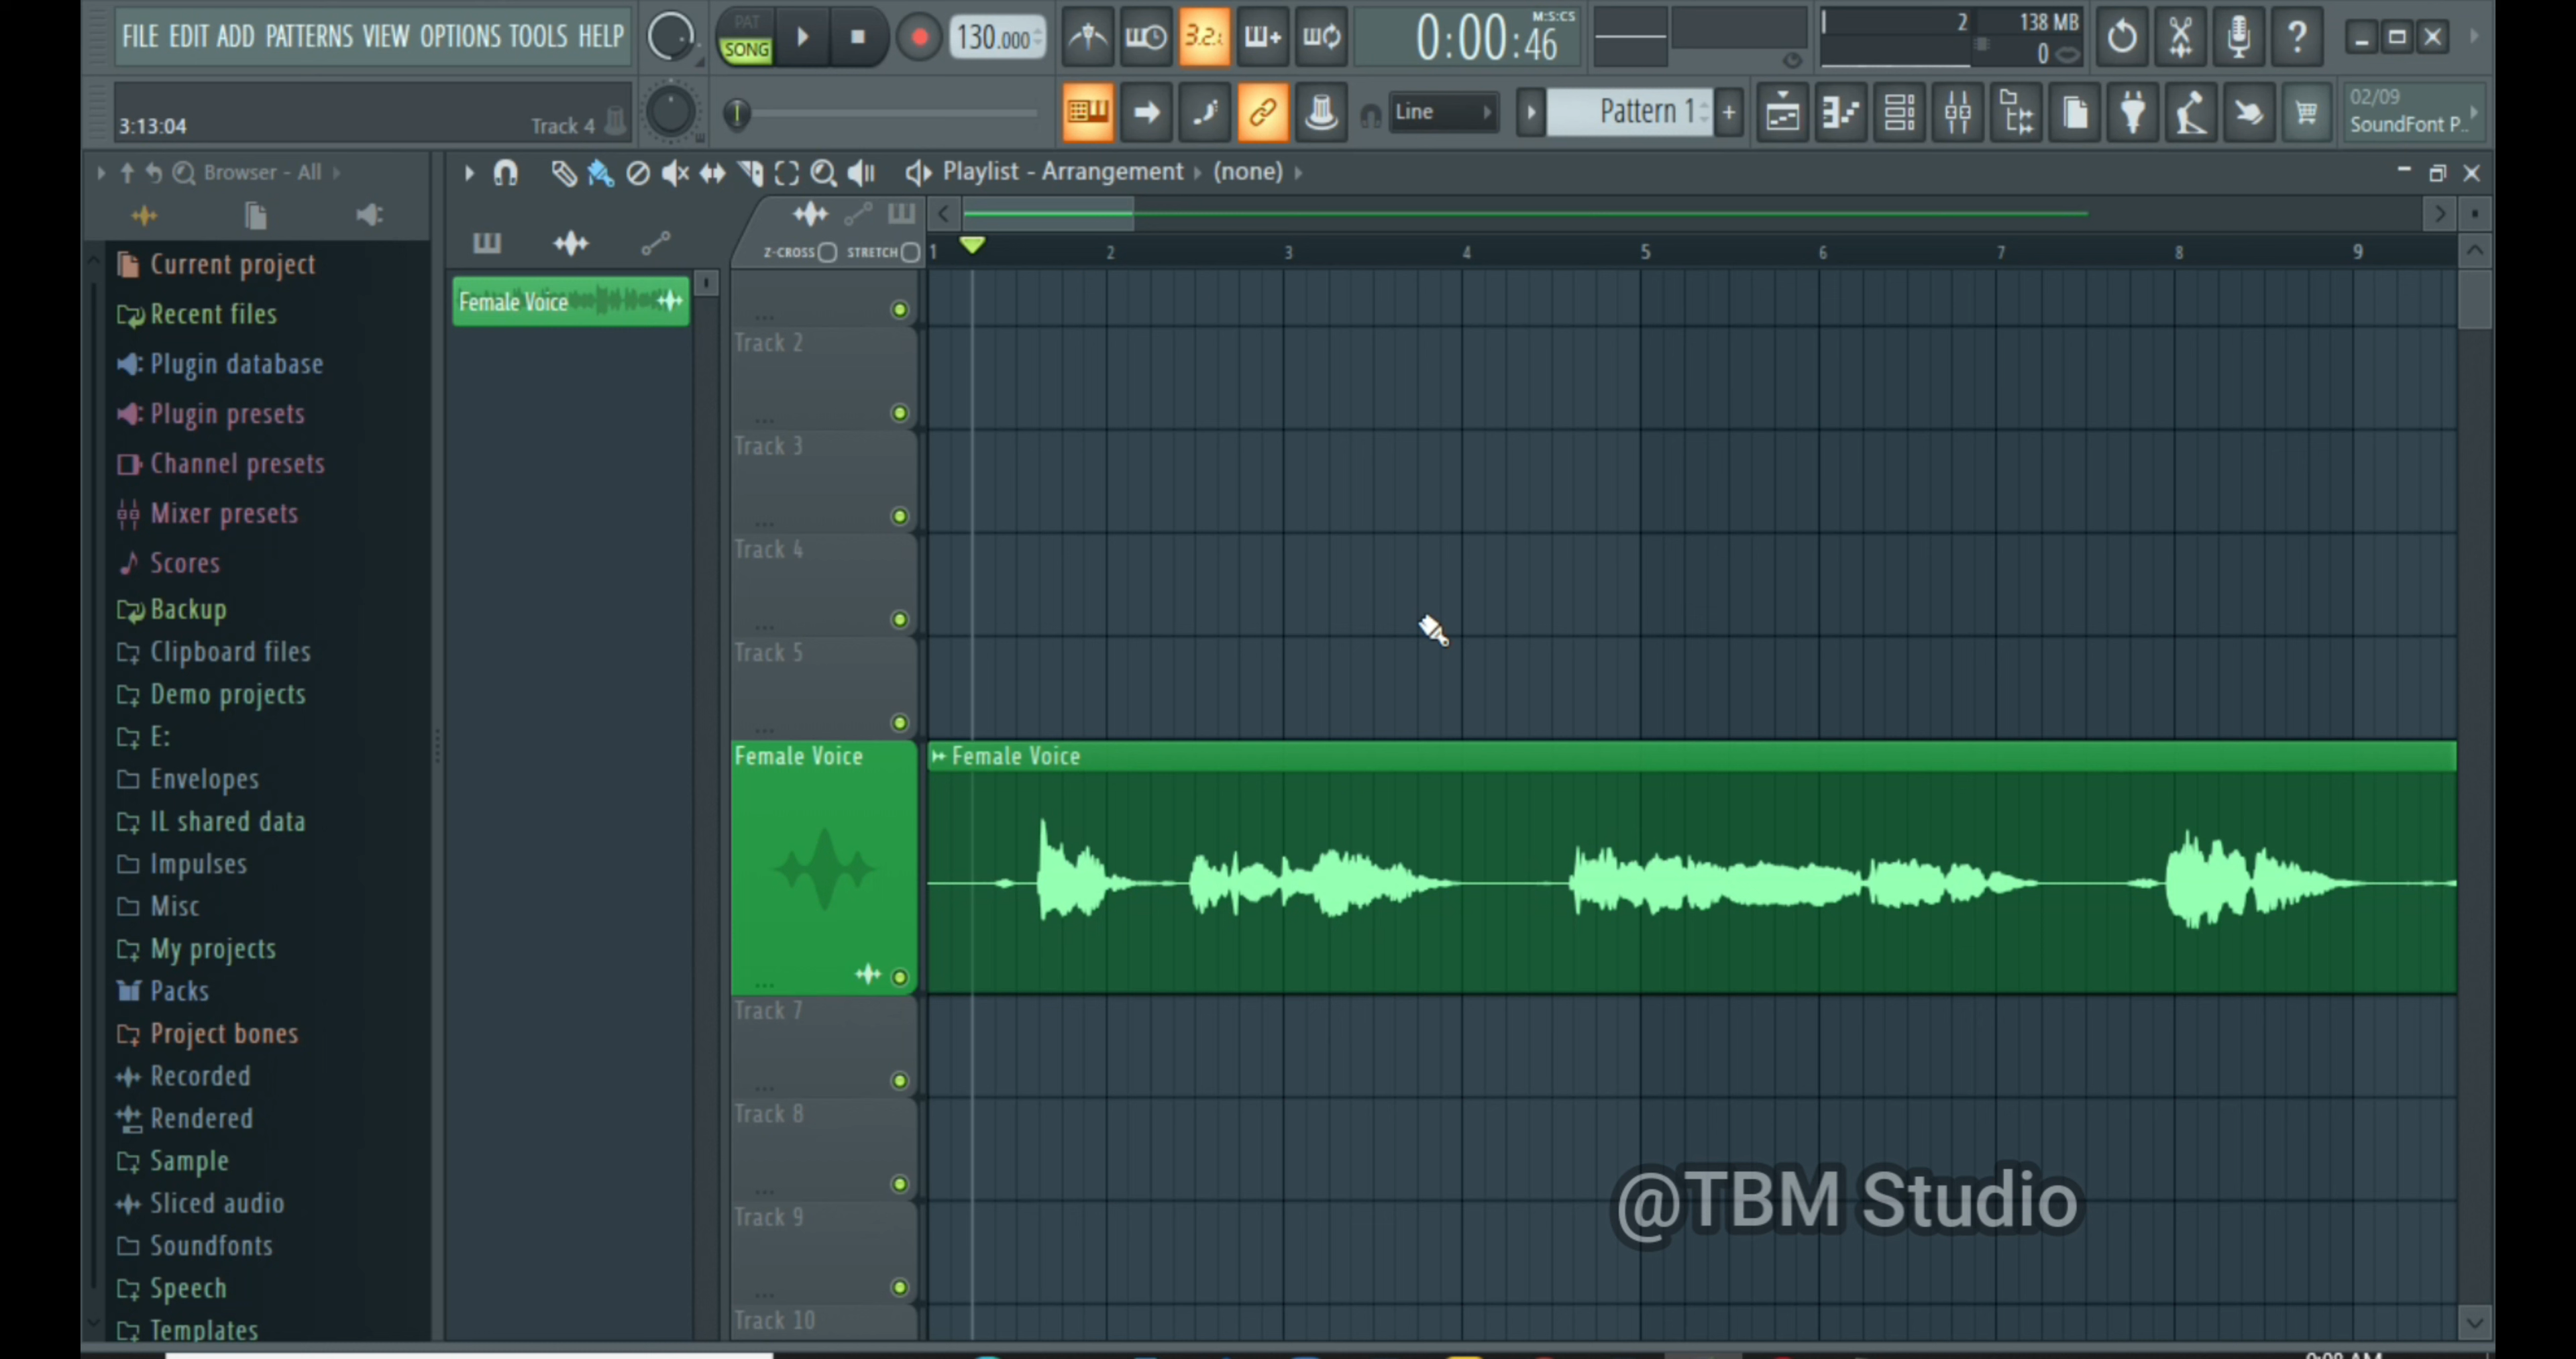 FILE EDIT ADD PATTERNS VIEW OPTIONS TOOLS HELP
PAT
SONG
130.000
3.2.
0:00:46
M:S:CS
2
138 MB
0
3:13:04
Track 4
Line
Pattern 1
02/09
SoundFont P..
Browser - All
Playlist - Arrangement
(none)
Z-CROSS
STRETCH
1 2 3 4 5 6 7 8 9
Current project
Recent files
Plugin database
Plugin presets
Channel presets
Mixer presets
Scores
Backup
Clipboard files
Demo projects
E:
Envelopes
IL shared data
Impulses
Misc
My projects
Packs
Project bones
Recorded
Rendered
Sample
Sliced audio
Soundfonts
Speech
Templates
Female Voice
Track 2
Track 3
Track 4
Track 5
Female Voice
Female Voice
Track 7
Track 8
Track 9
Track 10
@TBM Studio